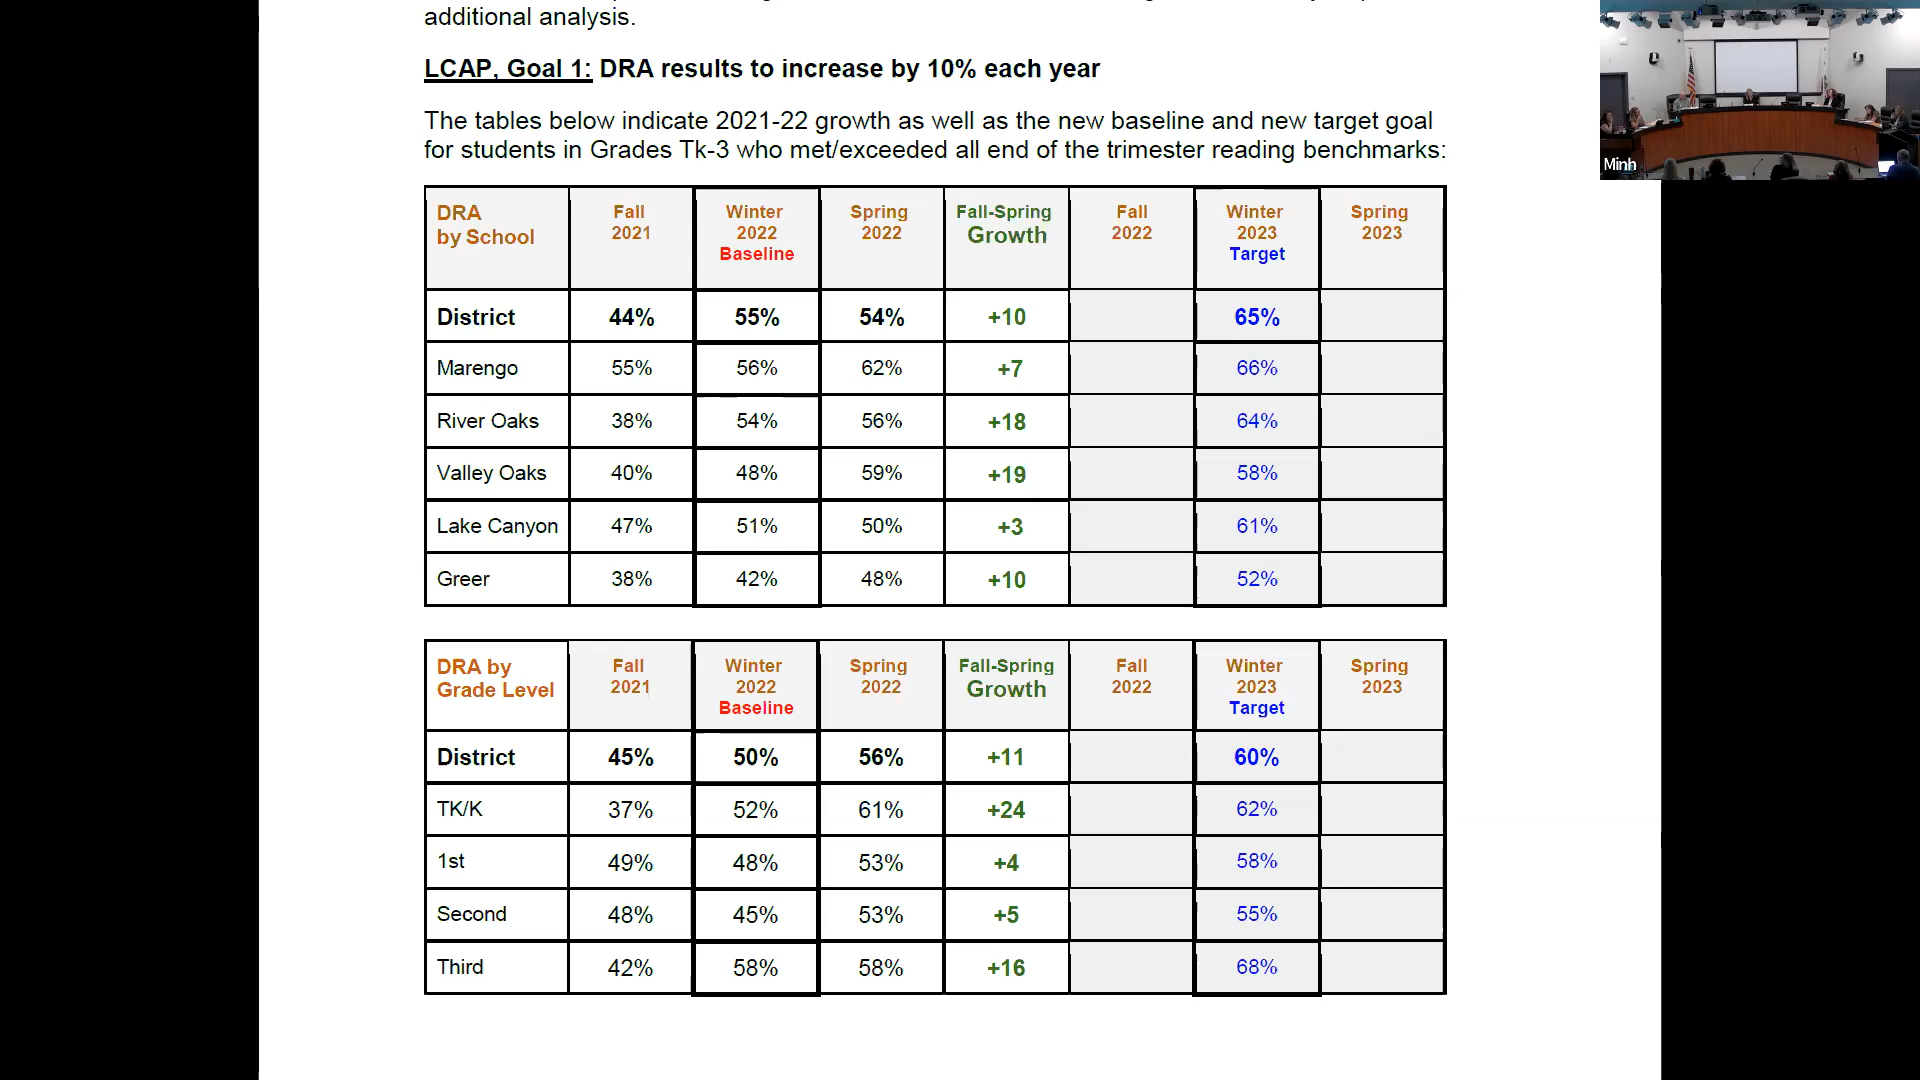 additional analysis.
LCAP, Goal 1: DRA results to increase by 10% each year
The tables below indicate 2021-22 growth as well as the new baseline and new target goal
for students in Grades Tk-3 who met/exceeded all end of the trimester reading benchmarks:
DRA by School Fall 2021 Winter 2022 Baseline Spring 2022 Fall-Spring Growth Fall 2022 Winter 2023 Target Spring 2023
District 44% 55% 54% +10 65%
Marengo 55% 56% 62% +7 66%
River Oaks 38% 54% 56% +18 64%
Valley Oaks 40% 48% 59% +19 58%
Lake Canyon 47% 51% 50% +3 61%
Greer 38% 42% 48% +10 52%
DRA by Grade Level Fall 2021 Winter 2022 Baseline Spring 2022 Fall-Spring Growth Fall 2022 Winter 2023 Target Spring 2023
District 45% 50% 56% +11 60%
TK/K 37% 52% 61% +24 62%
1st 49% 48% 53% +4 58%
Second 48% 45% 53% +5 55%
Third 42% 58% 58% +16 68%
Minh